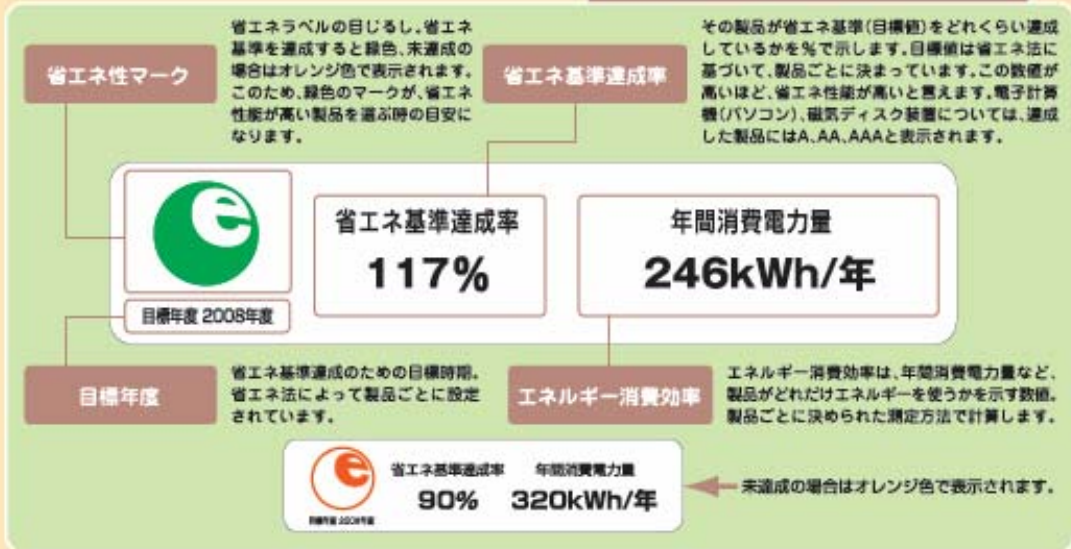 省エネ性マーク
省エネラベルの目じるし。省エネ
基準を達成すると緑色、未達成の
場合はオレンジ色で表示されます。
このため、緑色のマークが、省エネ
性能が高い製品を選ぶ時の目安に
なります。
省エネ基準達成率
その製品が省エネ基準(目標値)をどれくらい達成
しているかを%で示します。目標値は省エネ法に
基づいて、製品ごとに決まっています。この数値が
高いほど、省エネ性能が高いと言えます。電子計算
機(パソコン)、磁気ディスク装置については、達成
した製品にはA、AA、AAAと表示されます。
e
目標年度 2008年度
省エネ基準達成率
117%
年間消費電力量
246kWh/年
目標年度
省エネ基準達成のための目標時期。
省エネ法によって製品ごとに設定
されています。
エネルギー消費効率
エネルギー消費効率は、年間消費電力量など、
製品がどれだけエネルギーを使うかを示す数値。
製品ごとに決められた測定方法で計算します。
e
目標年度 2008年度
省エネ基準達成率
90%
年間消費電力量
320kWh/年
未達成の場合はオレンジ色で表示されます。